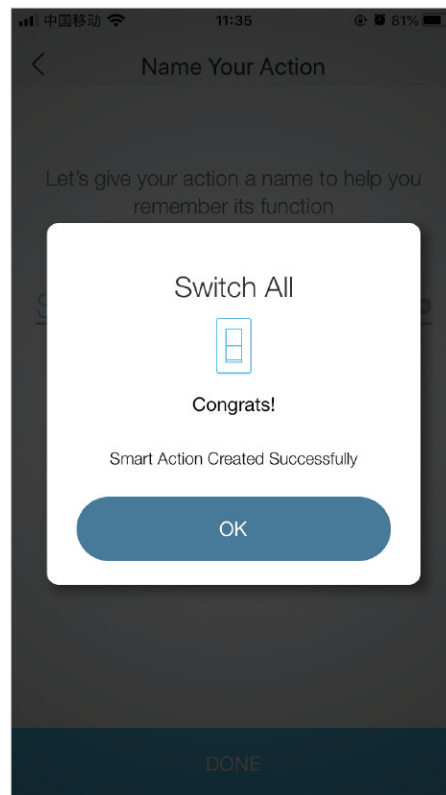 中国移动 11:35 81%
Name Your Action
Let's give your action a name to help you
remember its function
S
Switch All
Congrats!
Smart Action Created Successfully
OK
DONE